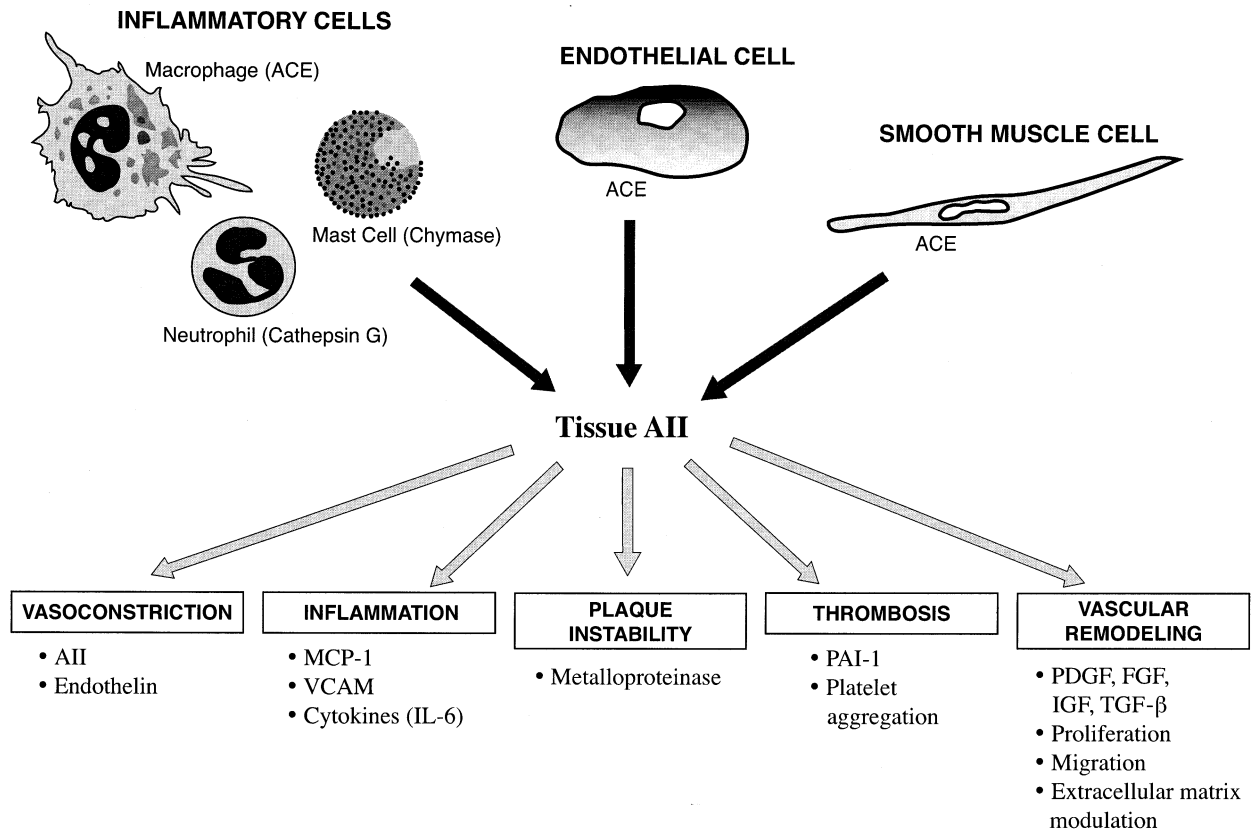 INFLAMMATORY CELLS
Macrophage (ACE)
Mast Cell (Chymase)
Neutrophil (Cathepsin G)
ENDOTHELIAL CELL
ACE
SMOOTH MUSCLE CELL
ACE
Tissue AII
VASOCONSTRICTION
• AII
• Endothelin
INFLAMMATION
• MCP-1
• VCAM
• Cytokines (IL-6)
PLAQUE
INSTABILITY
• Metalloproteinase
THROMBOSIS
• PAI-1
• Platelet
aggregation
VASCULAR
REMODELING
• PDGF, FGF,
IGF, TGF-β
• Proliferation
• Migration
• Extracellular matrix
modulation